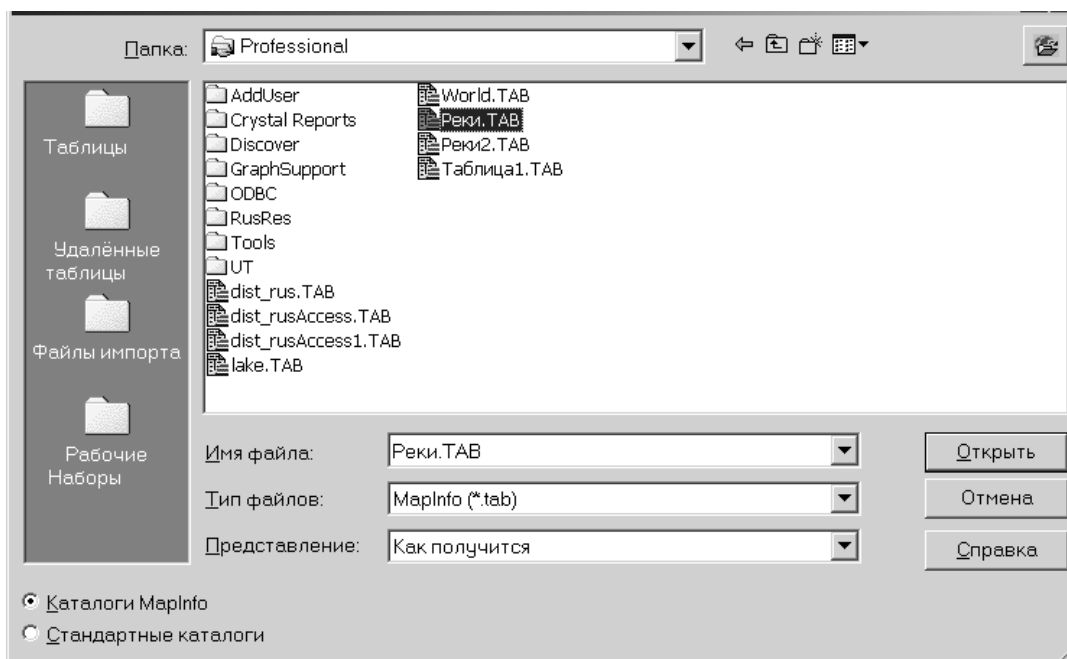 Папка: Professional
Таблицы
Удалённые
таблицы
Файлы импорта
Рабочие
Наборы
AddUser
Crystal Reports
Discover
GraphSupport
ODBC
RusRes
Tools
UT
dist_rus.TAB
dist_rusAccess.TAB
dist_rusAccess1.TAB
lake.TAB
World.TAB
Реки.TAB
Реки2.TAB
Таблица1.TAB
Имя файла: Реки.TAB
Открыть
Тип файлов: MapInfo (*.tab)
Отмена
Представление: Как получится
Справка
Каталоги MapInfo
Стандартные каталоги